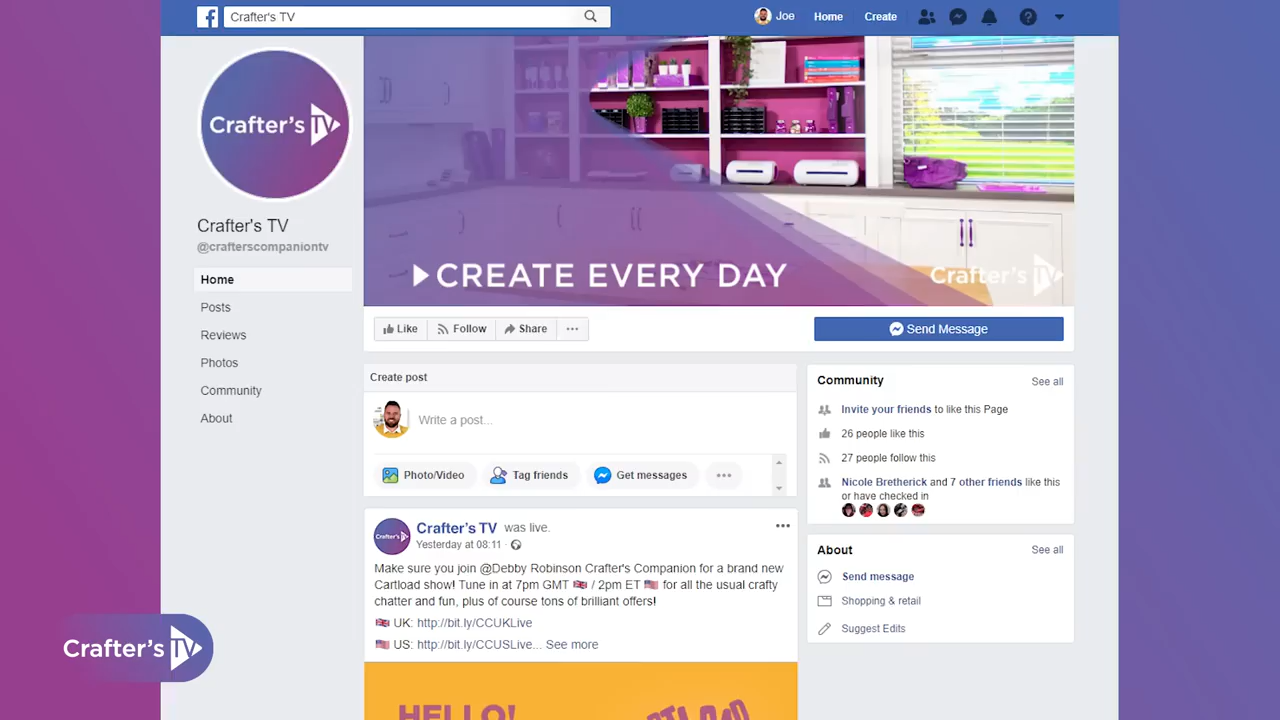 Crafter's TV
Joe
Home
Create
Crafter's TV
Crafter's TV
@crafterscompaniontv
Home
Posts
Reviews
Photos
Community
About
CREATE EVERY DAY
Crafter's TV
Like
Follow
Share
Send Message
Create post
Write a post...
Photo/Video
Tag friends
Get messages
Crafter's TV was live.
Yesterday at 08:11 ·
Make sure you join @Debby Robinson Crafter's Companion for a brand new
Cartload show! Tune in at 7pm GMT 🇬🇧 / 2pm ET 🇺🇸 for all the usual crafty
chatter and fun, plus of course tons of brilliant offers!
🇬🇧 UK: http://bit.ly/CCUKLive
🇺🇸 US: http://bit.ly/CCUSLive... See more
HELLO!
Community
See all
Invite your friends to like this Page
26 people like this
27 people follow this
Nicole Bretherick and 7 other friends like this
or have checked in
About
See all
Send message
Shopping & retail
Suggest Edits
Crafter's TV